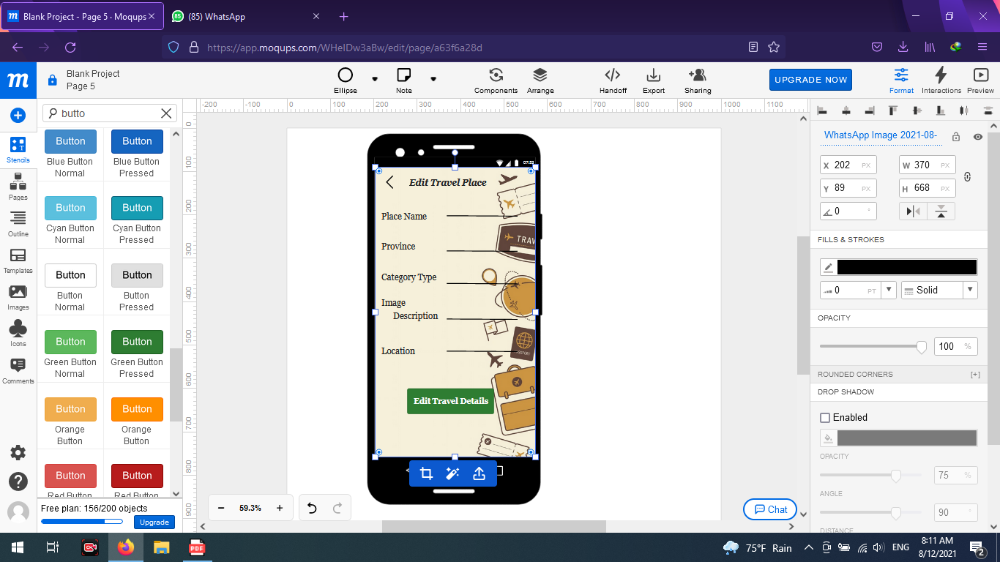 Blank Project - Page 5 · Moqups
(85) WhatsApp
https://app.moqups.com/WHeIDw3aBw/edit/page/a63f6a28d
Blank Project
Page 5
Ellipse
Note
Components
Arrange
Handoff
Export
Sharing
UPGRADE NOW
Format
Interactions
Preview
butto
Stencils
Pages
Outline
Templates
Images
Icons
Comments
Button
Button
Blue Button Normal
Blue Button Pressed
Button
Button
Cyan Button Normal
Cyan Button Pressed
Button
Button
Button Normal
Button Pressed
Button
Button
Green Button Normal
Green Button Pressed
Button
Button
Orange Button
Orange Button
Button
Button
Red Button
Red Button
Free plan: 156/200 objects
Upgrade
-200 -100 0 100 200 300 400 500 600 700 800 900 1000 1100
0
100
200
300
400
500
600
700
800
900
07:53
Edit Travel Place
Place Name
Province
TRAV
Category Type
Image
Description
Location
PASSPORT
Edit Travel Details
59.3%
Chat
WhatsApp Image 2021-08-
X 202 PX
W 370 PX
Y 89 PX
H 668 PX
0 °
FILLS & STROKES
0 PT
Solid
OPACITY
100 %
ROUNDED CORNERS [+]
DROP SHADOW
Enabled
OPACITY
75 %
ANGLE
90 °
DISTANCE
PDF
75°F Rain
ENG
8:11 AM
8/12/2021
2